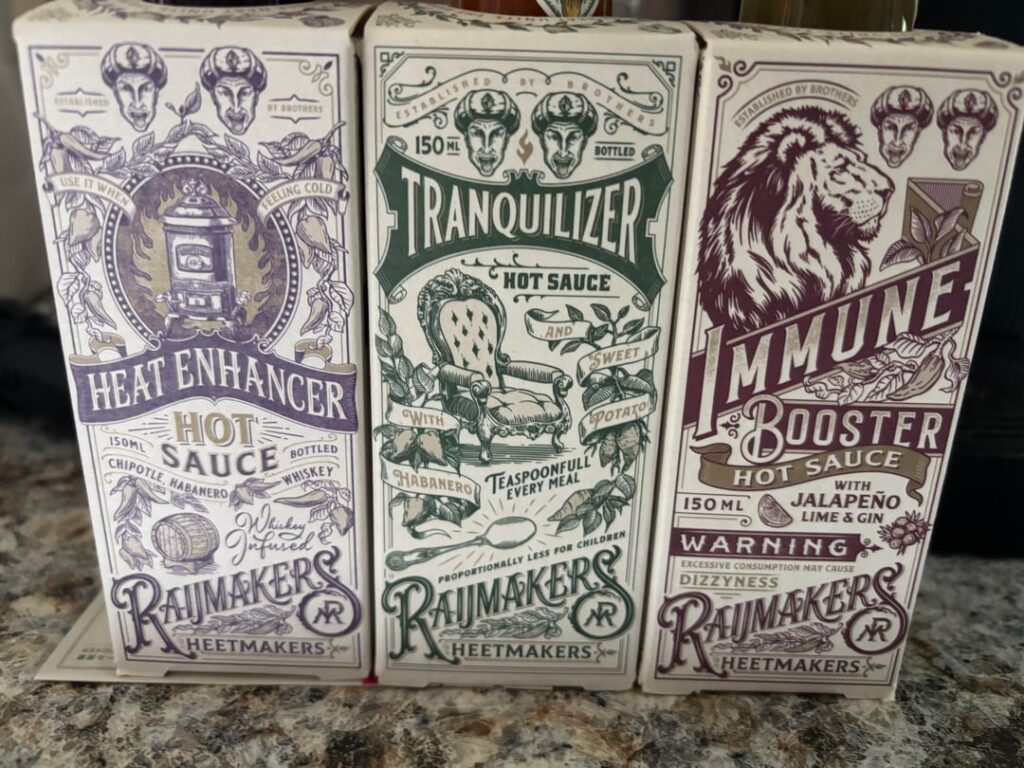 ESTABLISHED
BY BROTHERS
USE IT WHEN
FEELING COLD
HEAT ENHANCER
HOT
SAUCE
150ML
BOTTLED
CHIPOTLE, HABANERO
WHISKEY
Whiskey
Infused
RAIJMAKERS
R
HEETMAKERS
ESTABLISHED BY BROTHERS
150 ML
BOTTLED
TRANQUILIZER
HOT SAUCE
AND
SWEET
WITH
POTATO
HABANERO
TEASPOONFULL
EVERY MEAL
PROPORTIONALLY LESS FOR CHILDREN
RAIJMAKERS
R
HEETMAKERS
ESTABLISHED BY BROTHERS
IMMUNE
BOOSTER
HOT SAUCE
WITH
150 ML
JALAPEÑO
LIME & GIN
WARNING
EXCESSIVE CONSUMPTION MAY CAUSE
DIZZYNESS
RAIJMAKERS
R
HEETMAKERS